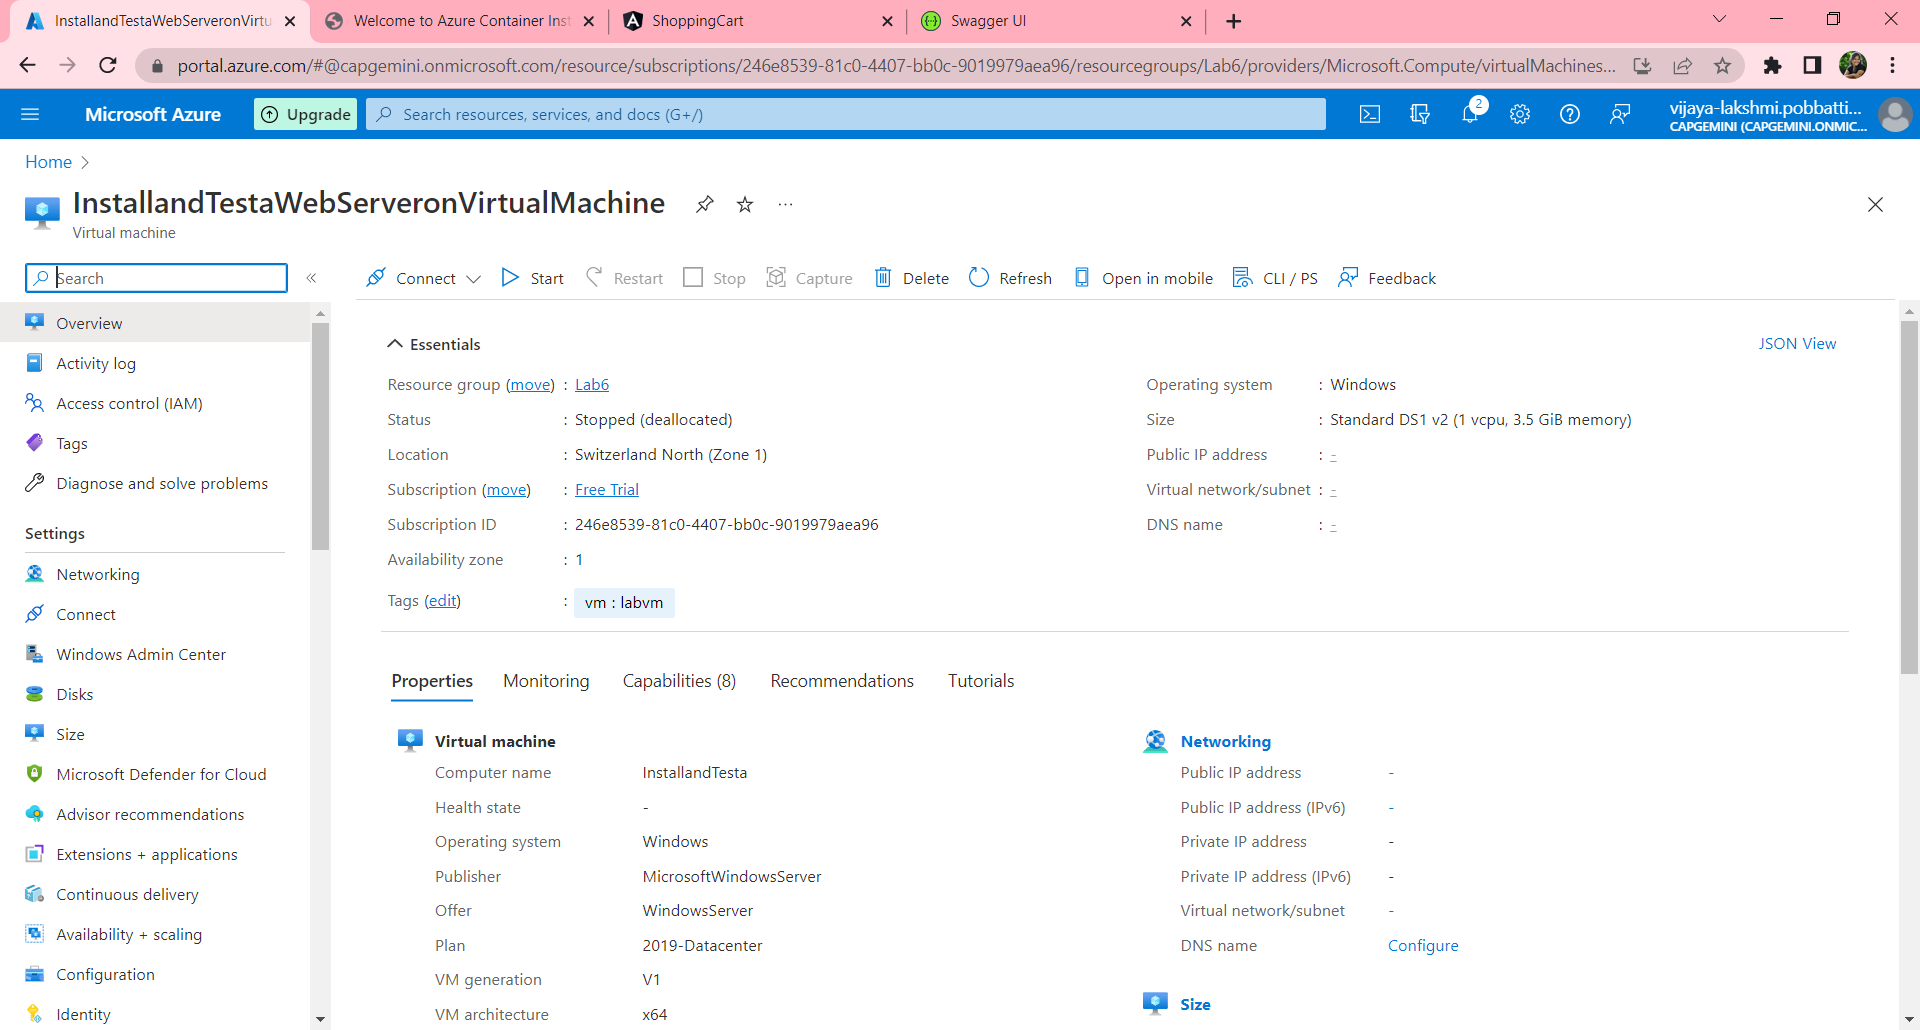 InstallandTestaWebServeronVirtu
Welcome to Azure Container Inst
ShoppingCart
Swagger UI
portal.azure.com/#@capgemini.onmicrosoft.com/resource/subscriptions/246e8539-81c0-4407-bb0c-9019979aea96/resourcegroups/Lab6/providers/Microsoft.Compute/virtualMachines...
Microsoft Azure
Upgrade
Search resources, services, and docs (G+/)
2
vijaya-lakshmi.pobbatti...
CAPGEMINI (CAPGEMINI.ONMIC...
Home
InstallandTestaWebServeronVirtualMachine
...
Virtual machine
Search
«
Connect
Start
Restart
Stop
Capture
Delete
Refresh
Open in mobile
CLI / PS
Feedback
Overview
Activity log
Access control (IAM)
Tags
Diagnose and solve problems
Settings
Networking
Connect
Windows Admin Center
Disks
Size
Microsoft Defender for Cloud
Advisor recommendations
Extensions + applications
Continuous delivery
Availability + scaling
Configuration
Identity
Essentials
JSON View
Resource group (move) : Lab6
Status : Stopped (deallocated)
Location : Switzerland North (Zone 1)
Subscription (move) : Free Trial
Subscription ID : 246e8539-81c0-4407-bb0c-9019979aea96
Availability zone : 1
Tags (edit) : vm : labvm
Operating system : Windows
Size : Standard DS1 v2 (1 vcpu, 3.5 GiB memory)
Public IP address : -
Virtual network/subnet : -
DNS name : -
Properties
Monitoring
Capabilities (8)
Recommendations
Tutorials
Virtual machine
Computer name InstallandTesta
Health state -
Operating system Windows
Publisher MicrosoftWindowsServer
Offer WindowsServer
Plan 2019-Datacenter
VM generation V1
VM architecture x64
Networking
Public IP address -
Public IP address (IPv6) -
Private IP address -
Private IP address (IPv6) -
Virtual network/subnet -
DNS name Configure
Size